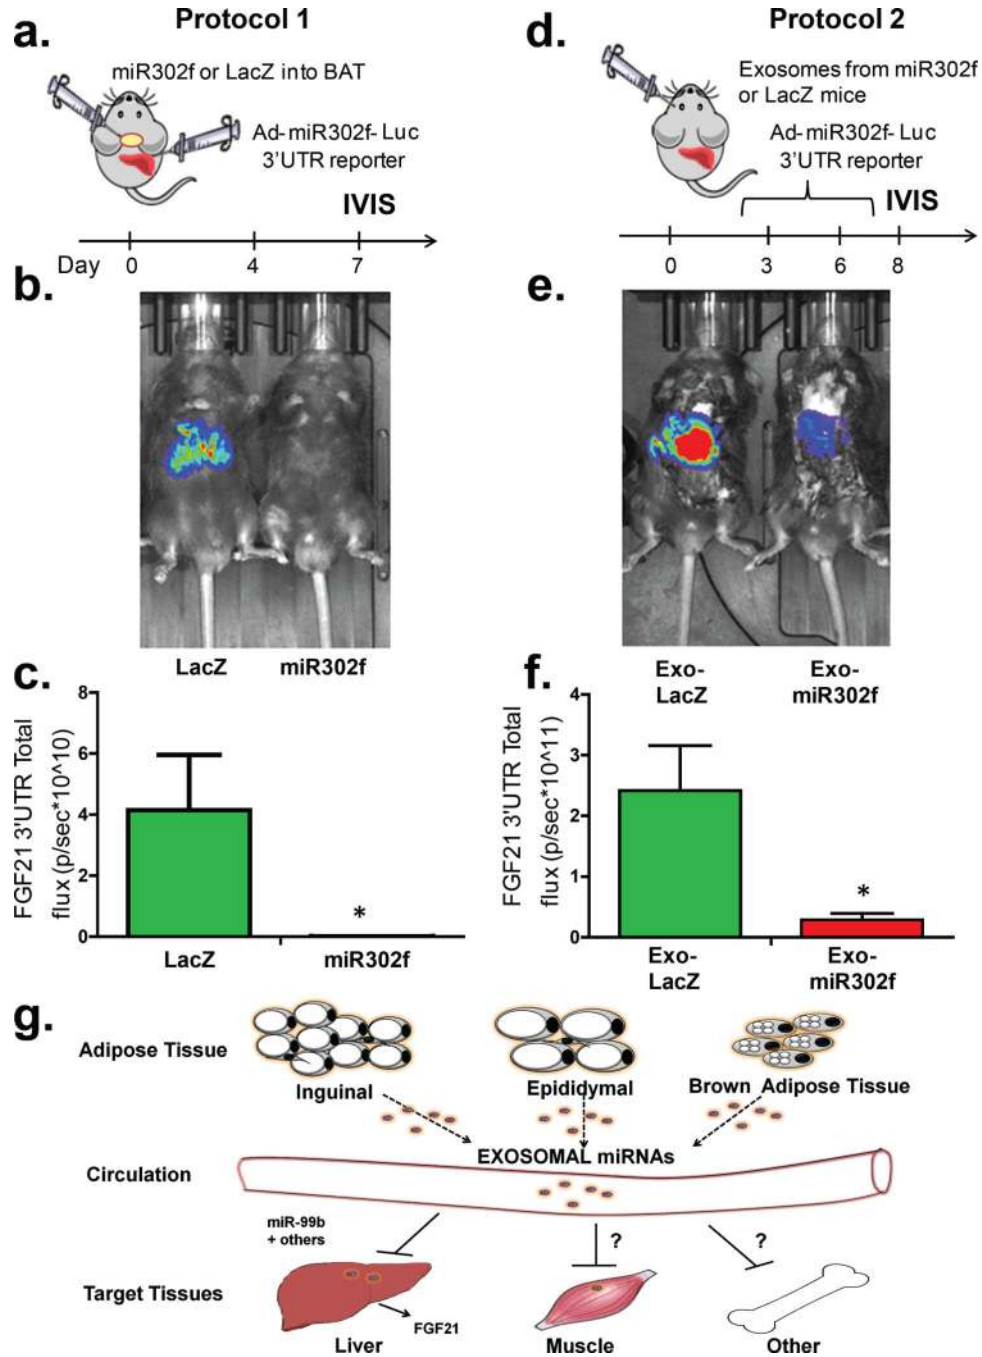 a.
Protocol 1
miR302f or LacZ into BAT
Ad-miR302f-Luc
3'UTR reporter
IVIS
Day 0 4 7
b.
LacZ miR302f
c.
FGF21 3'UTR Total
flux (p/sec*10^10)
8
6
4
2
0
*
LacZ miR302f
d.
Protocol 2
Exosomes from miR302f
or LacZ mice
Ad-miR302f-Luc
3'UTR reporter
IVIS
0 3 6 8
e.
Exo-
LacZ
Exo-
miR302f
f.
FGF21 3'UTR Total
flux (p/sec*10^11)
4
3
2
1
0
*
Exo-
LacZ
Exo-
miR302f
g.
Adipose Tissue
Inguinal
Epididymal
Brown Adipose Tissue
EXOSOMAL miRNAs
Circulation
miR-99b
+ others
?
?
Target Tissues
FGF21
Liver
Muscle
Other